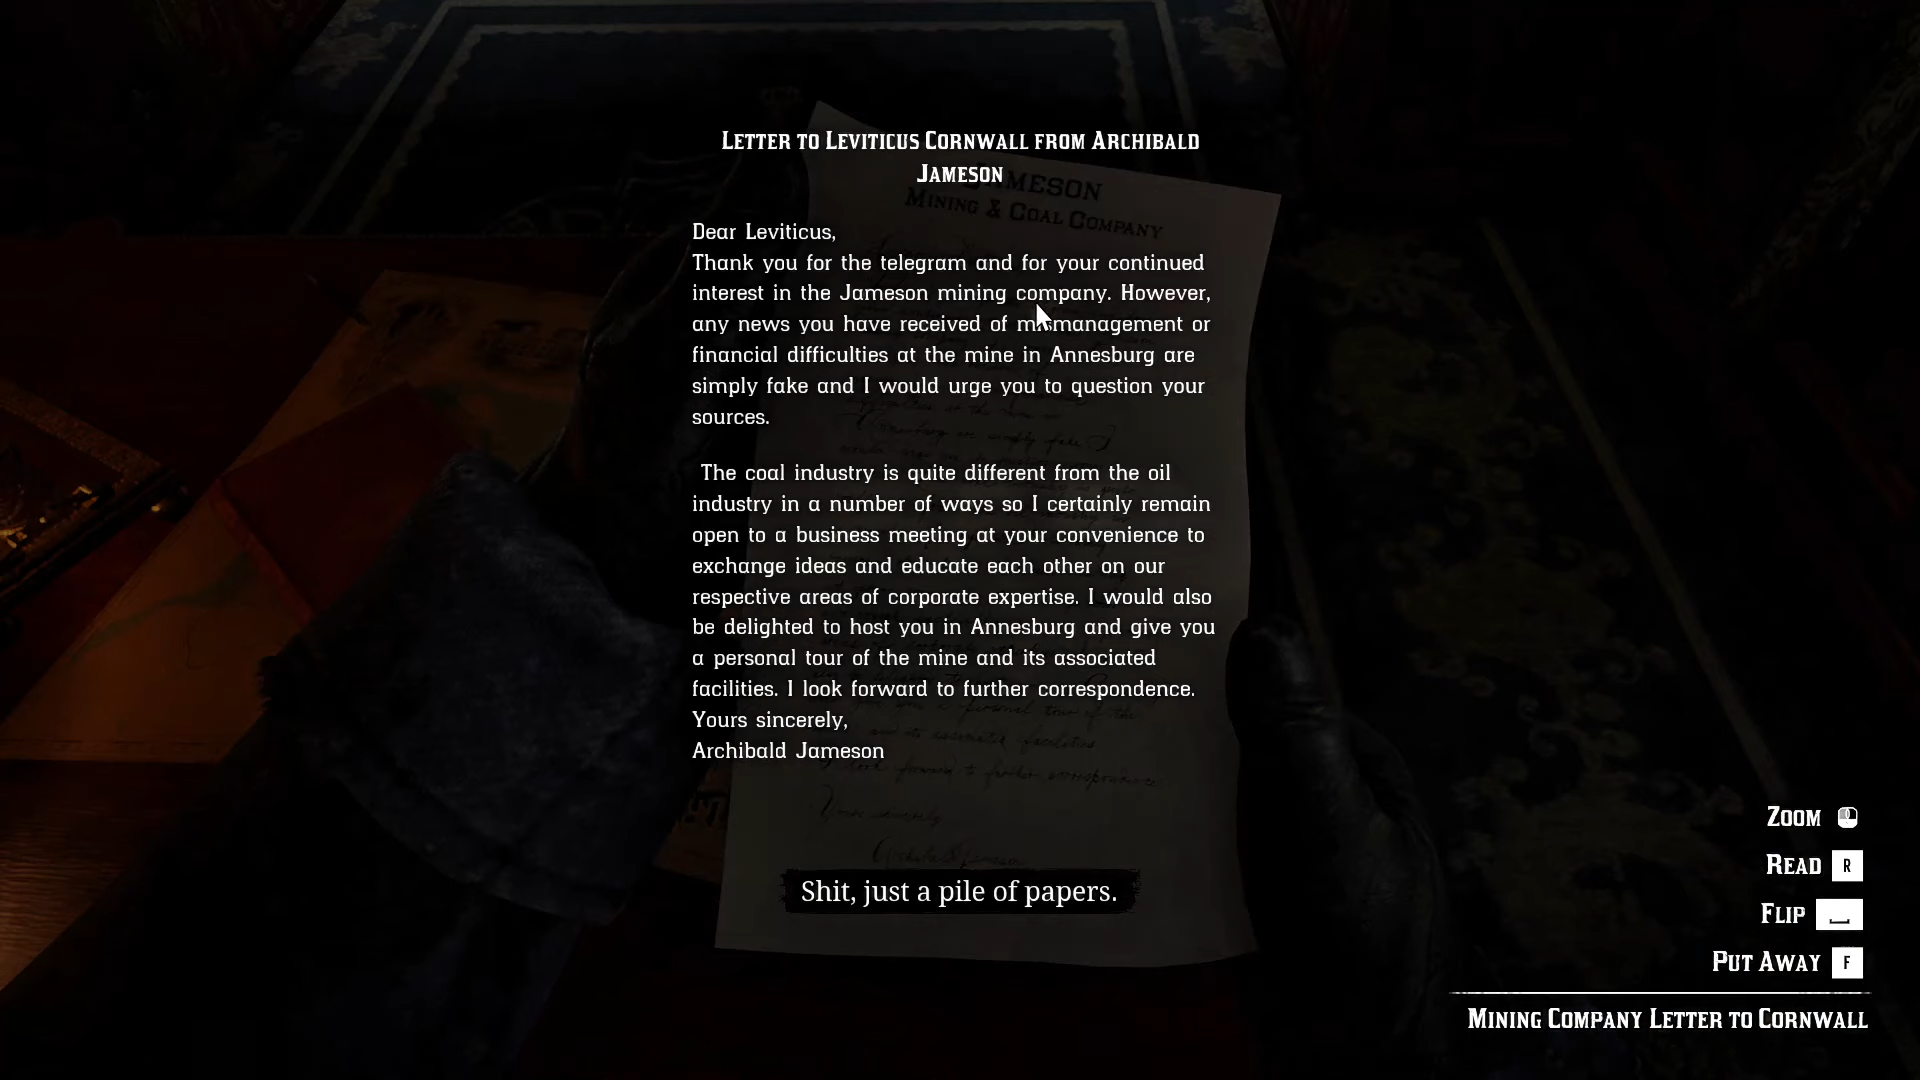 Letter to Leviticus Cornwall from Archibald
Jameson
Jameson
Mining & Coal Company
Dear Leviticus,
Thank you for the telegram and for your continued
interest in the Jameson mining company. However,
any news you have received of mismanagement or
financial difficulties at the mine in Annesburg are
simply fake and I would urge you to question your
sources.
The coal industry is quite different from the oil
industry in a number of ways so I certainly remain
open to a business meeting at your convenience to
exchange ideas and educate each other on our
respective areas of corporate expertise. I would also
be delighted to host you in Annesburg and give you
a personal tour of the mine and its associated
facilities. I look forward to further correspondence.
Yours sincerely,
Archibald Jameson
Shit, just a pile of papers.
Zoom
Read R
Flip
Put Away F
Mining Company Letter to Cornwall